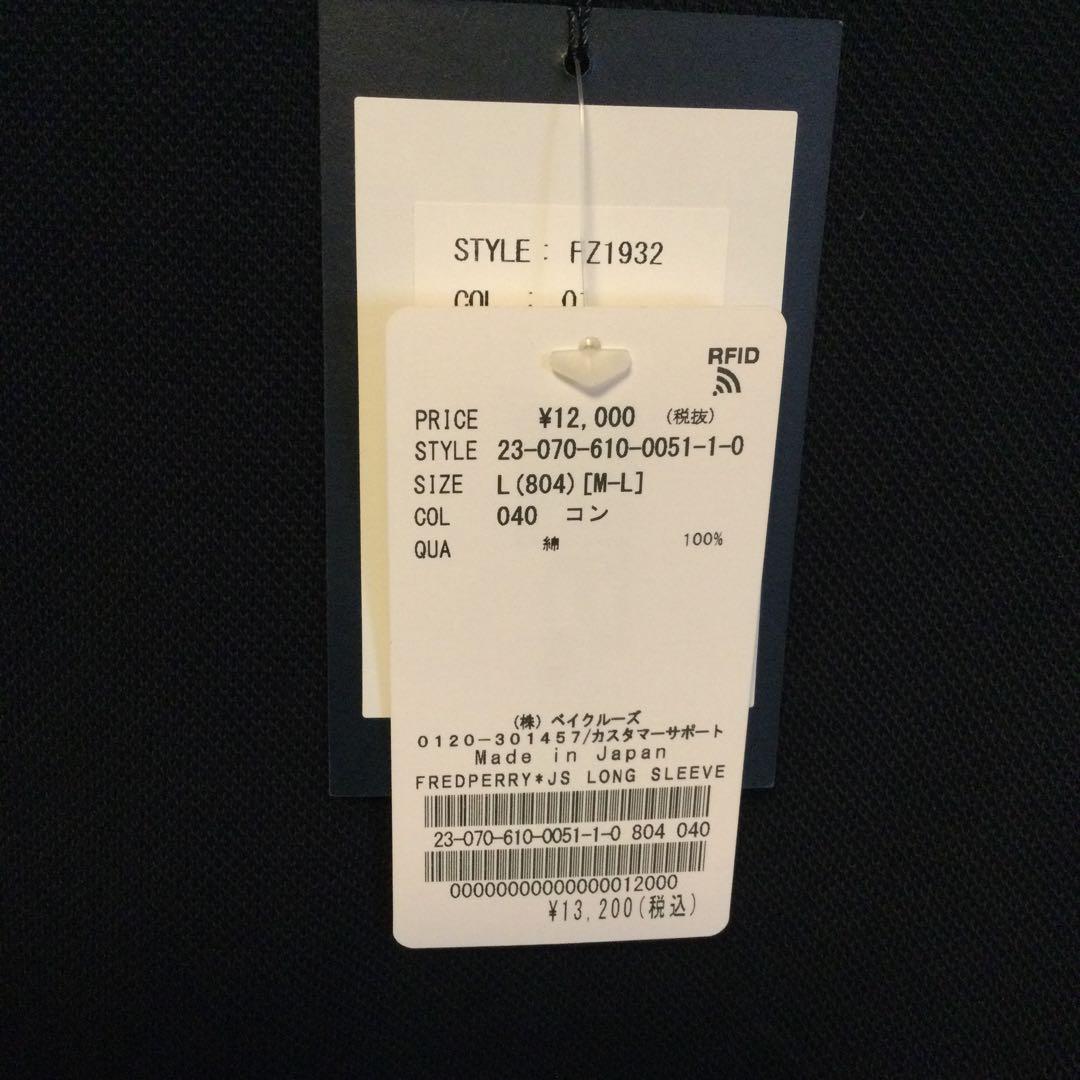 STYLE : FZ1932
COL :
RFID
PRICE ¥12,000 (税抜)
STYLE 23-070-610-0051-1-0
SIZE L(804)[M-L]
COL 040 コン
QUA 綿 100%
(株)ベイクルーズ
0120-301457/カスタマーサポート
Made in Japan
FREDPERRY*JS LONG SLEEVE
23-070-610-0051-1-0 804 040
00000000000000012000
¥13,200(税込)